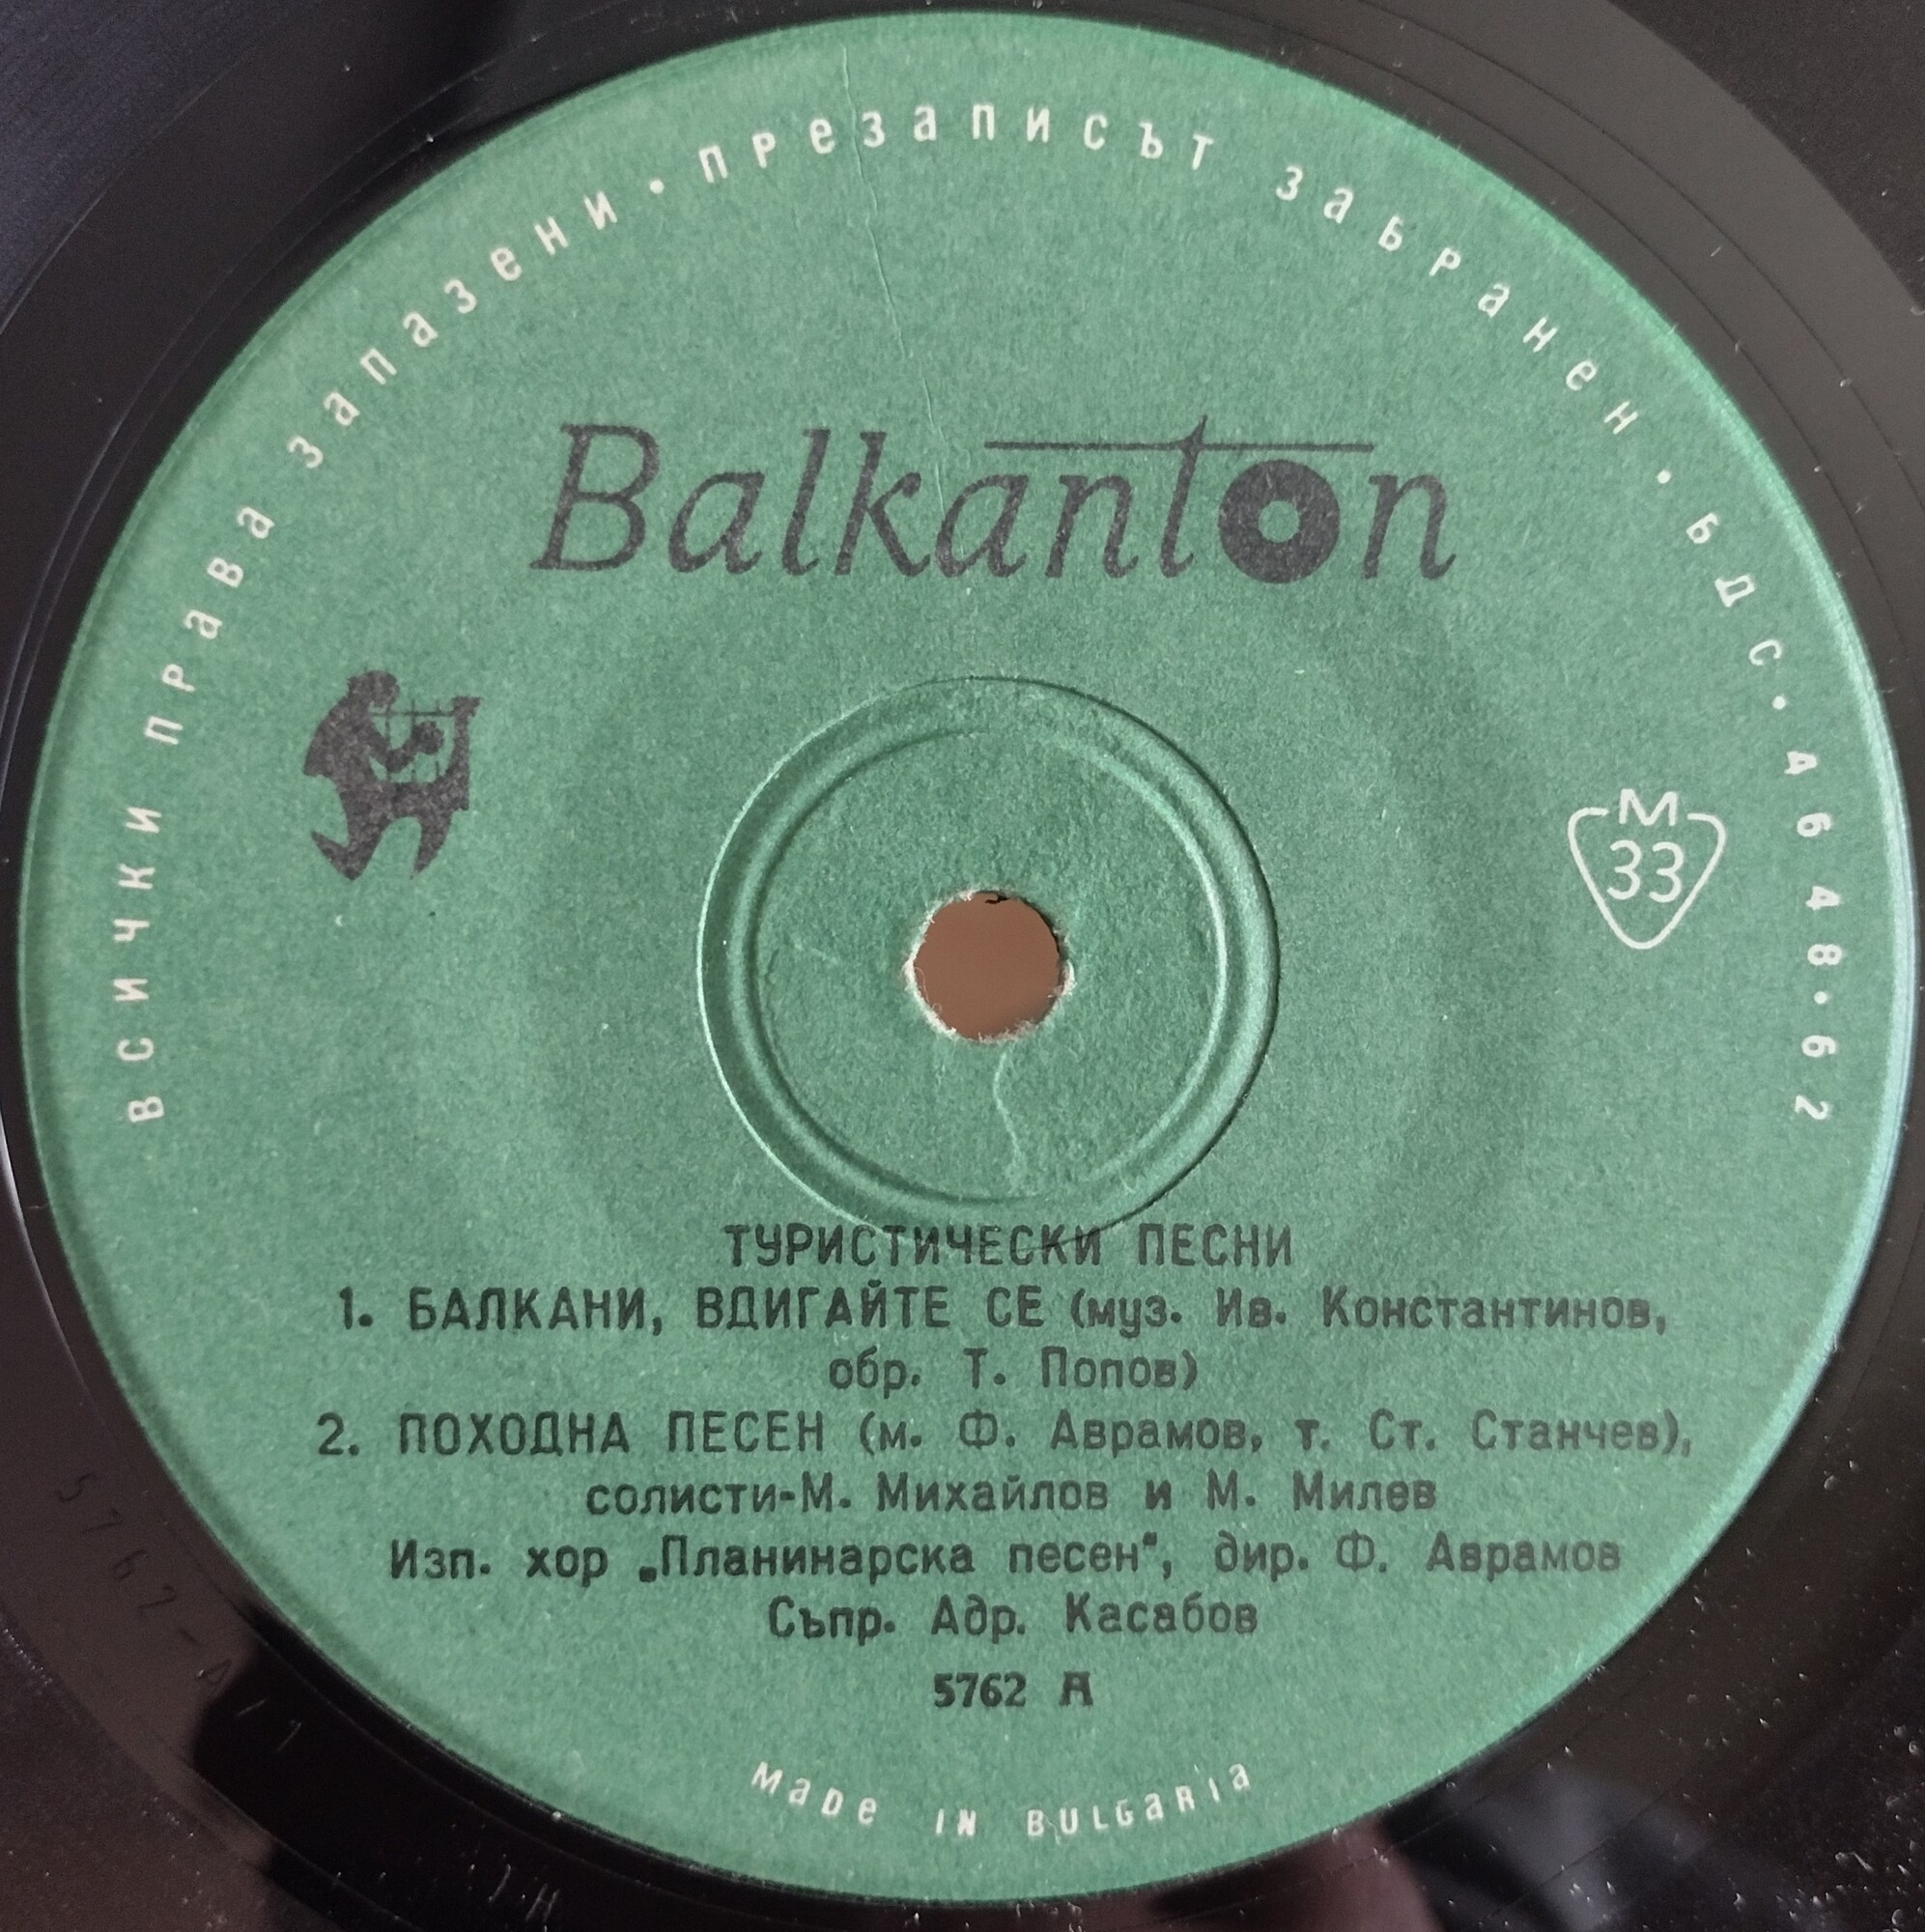 всички права запазени · презаписът забранен · бдс · 4648·62
Balkanton
М
33
ТУРИСТИЧЕСКИ ПЕСНИ
1. БАЛКАНИ, ВДИГАЙТЕ СЕ (муз. Ив. Константинов,
обр. Т. Попов)
2. ПОХОДНА ПЕСЕН (м. Ф. Аврамов, т. Ст. Станчев),
солисти-М. Михайлов и М. Милев
Изп. хор „Планинарска песен“, дир. Ф. Аврамов
Съпр. Адр. Касабов
5762 А
made in bulgaria
5762-А/1